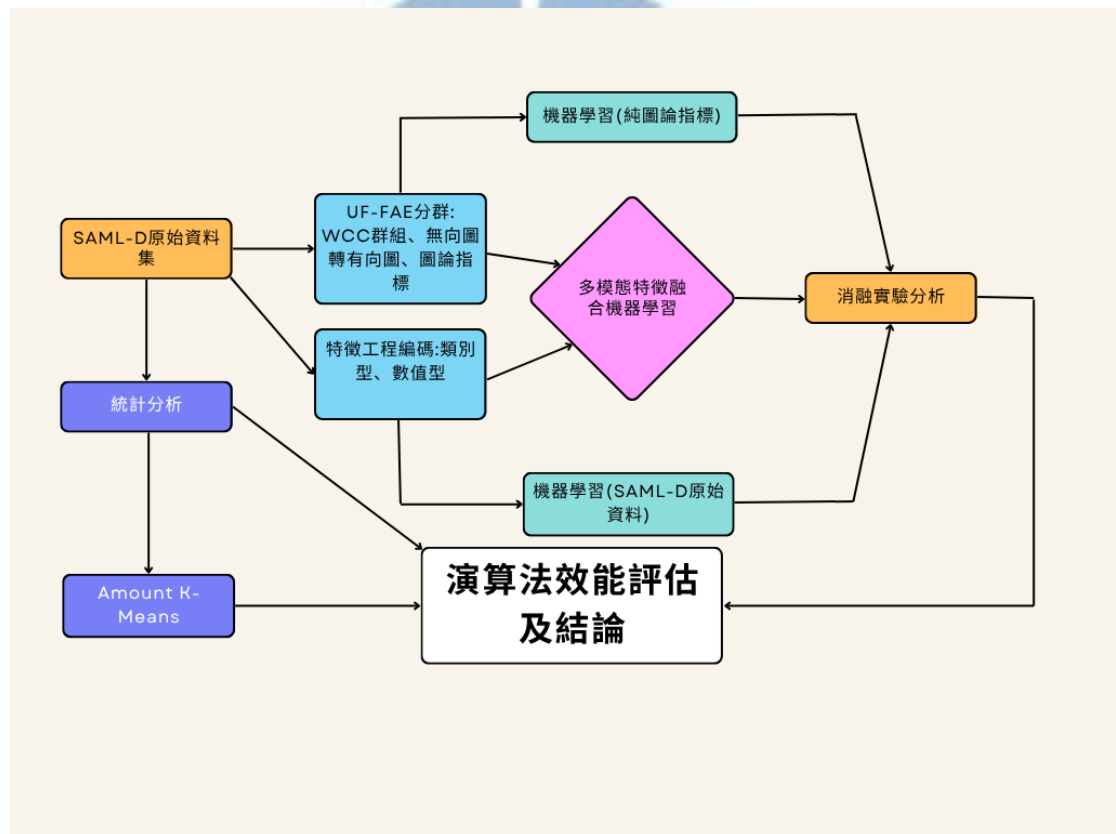 機器學習(純圖論指標)
UF-FAE分群:
WCC群組、無向圖
轉有向圖、圖論指
標
SAML-D原始資料
集
多模態特徵融
合機器學習
消融實驗分析
特徵工程編碼:類別
型、數值型
統計分析
機器學習(SAML-D原始
資料)
演算法效能評估
及結論
Amount K-
Means